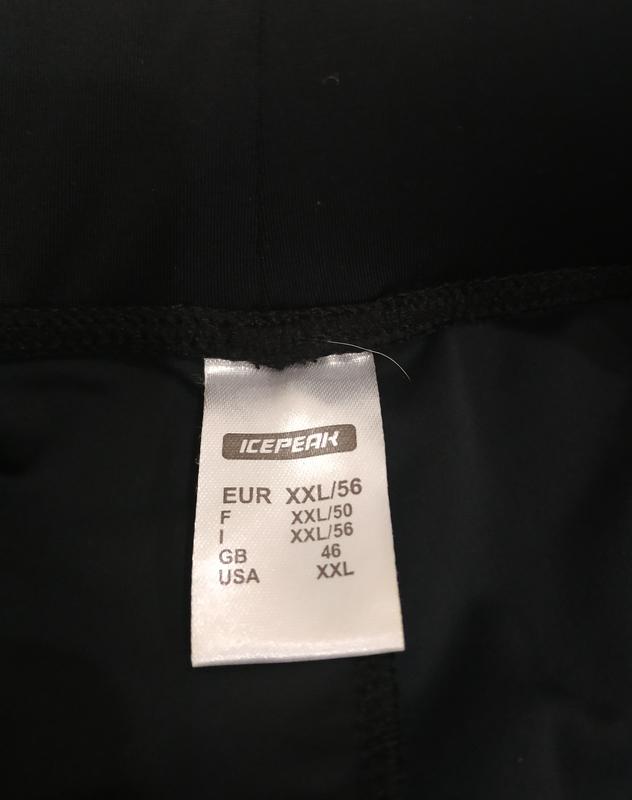 ICEPEAK
EUR XXL/56
F XXL/50
I XXL/56
GB 46
USA XXL